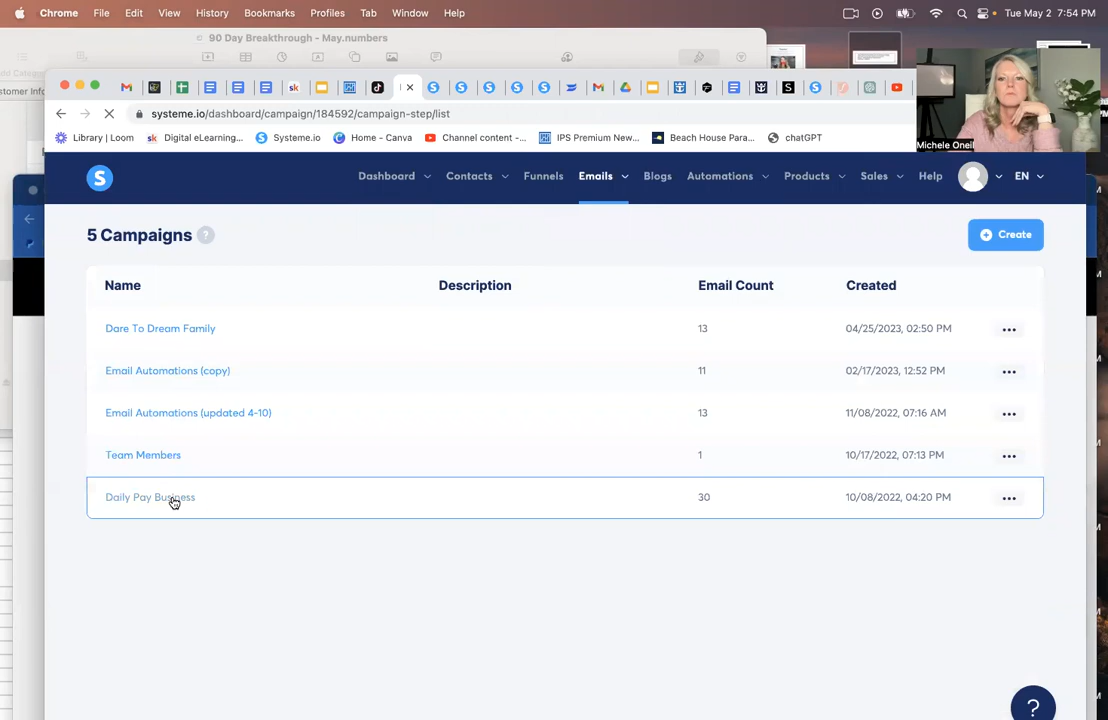 Chrome File Edit View History Bookmarks Profiles Tab Window Help Tue May 2 7:54 PM
90 Day Breakthrough - May.numbers
stomer Info
systeme.io/dashboard/campaign/184592/campaign-step/list
Library | Loom Digital eLearning... Systeme.io Home - Canva Channel content -... IPS Premium New... Beach House Para... chatGPT
Michele Oneil
S Dashboard Contacts Funnels Emails Blogs Automations Products Sales Help EN
5 Campaigns ? Create
Name Description Email Count Created
Dare To Dream Family 13 04/25/2023, 02:50 PM
Email Automations (copy) 11 02/17/2023, 12:52 PM
Email Automations (updated 4-10) 13 11/08/2022, 07:16 AM
Team Members 1 10/17/2022, 07:13 PM
Daily Pay Business 30 10/08/2022, 04:20 PM
?